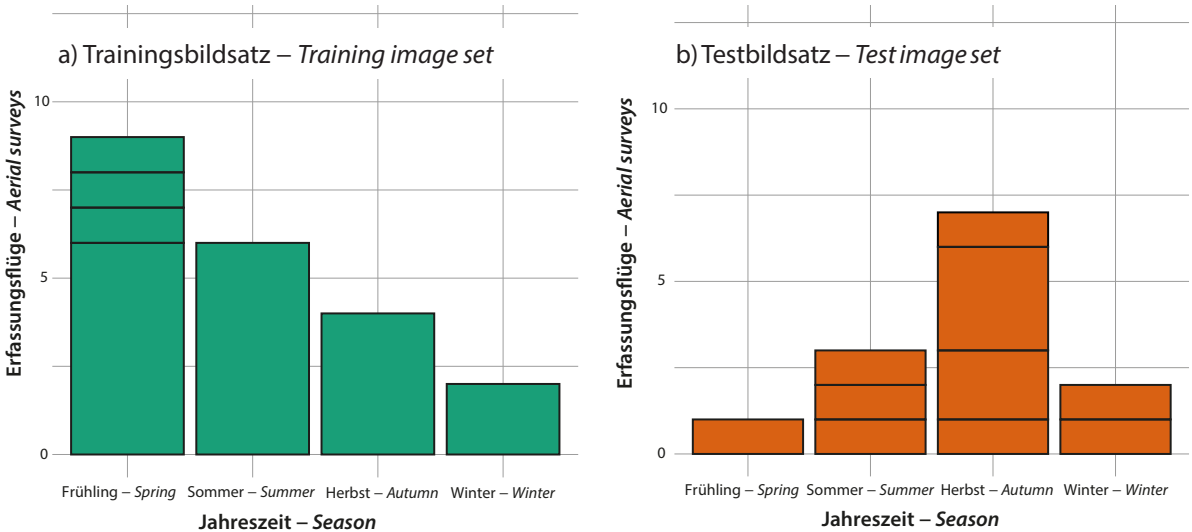 a) Trainingsbildsatz – Training image set
Erfassungsflüge – Aerial surveys
10
5
0
Frühling – Spring
Sommer – Summer
Herbst – Autumn
Winter – Winter
Jahreszeit – Season
b) Testbildsatz – Test image set
Erfassungsflüge – Aerial surveys
10
5
0
Frühling – Spring
Sommer – Summer
Herbst – Autumn
Winter – Winter
Jahreszeit – Season